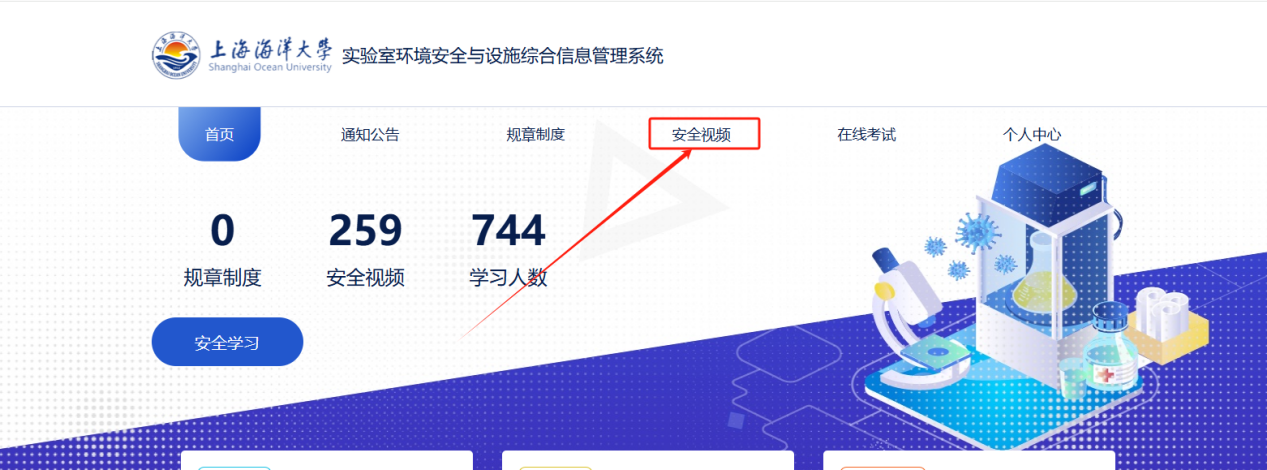 上海海洋大学
Shanghai Ocean University
实验室环境安全与设施综合信息管理系统
首页
通知公告
规章制度
安全视频
在线考试
个人中心
0
259
744
规章制度
安全视频
学习人数
安全学习